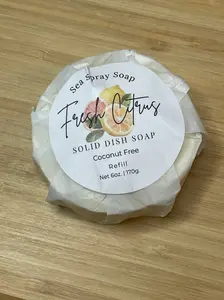 Sea Spray Soap
Fresh Citrus
SOLID DISH SOAP
Coconut Free
Refill
Net 6oz. | 170g